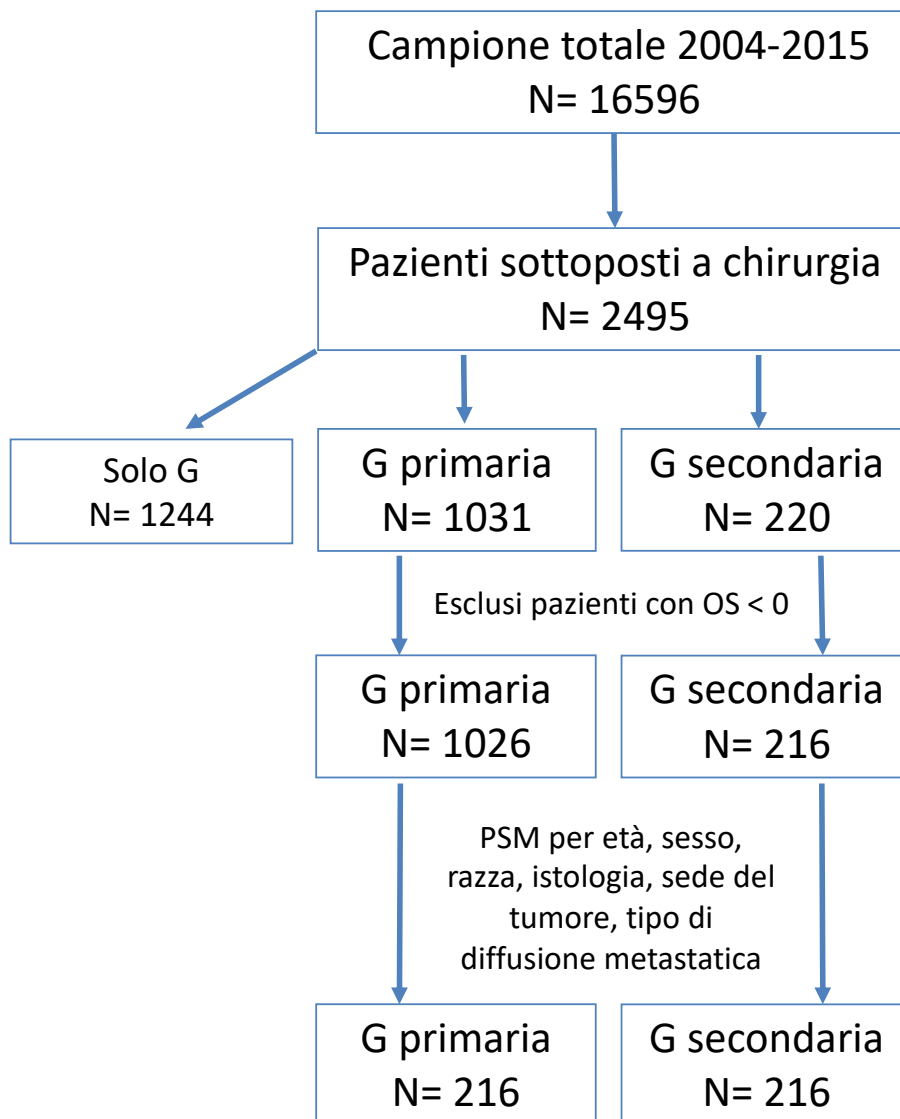 Campione totale 2004-2015
N= 16596
Pazienti sottoposti a chirurgia
N= 2495
Solo G
N= 1244
G primaria
N= 1031
G secondaria
N= 220
Esclusi pazienti con OS < 0
G primaria
N= 1026
G secondaria
N= 216
PSM per età, sesso,
razza, istologia, sede del
tumore, tipo di
diffusione metastatica
G primaria
N= 216
G secondaria
N= 216